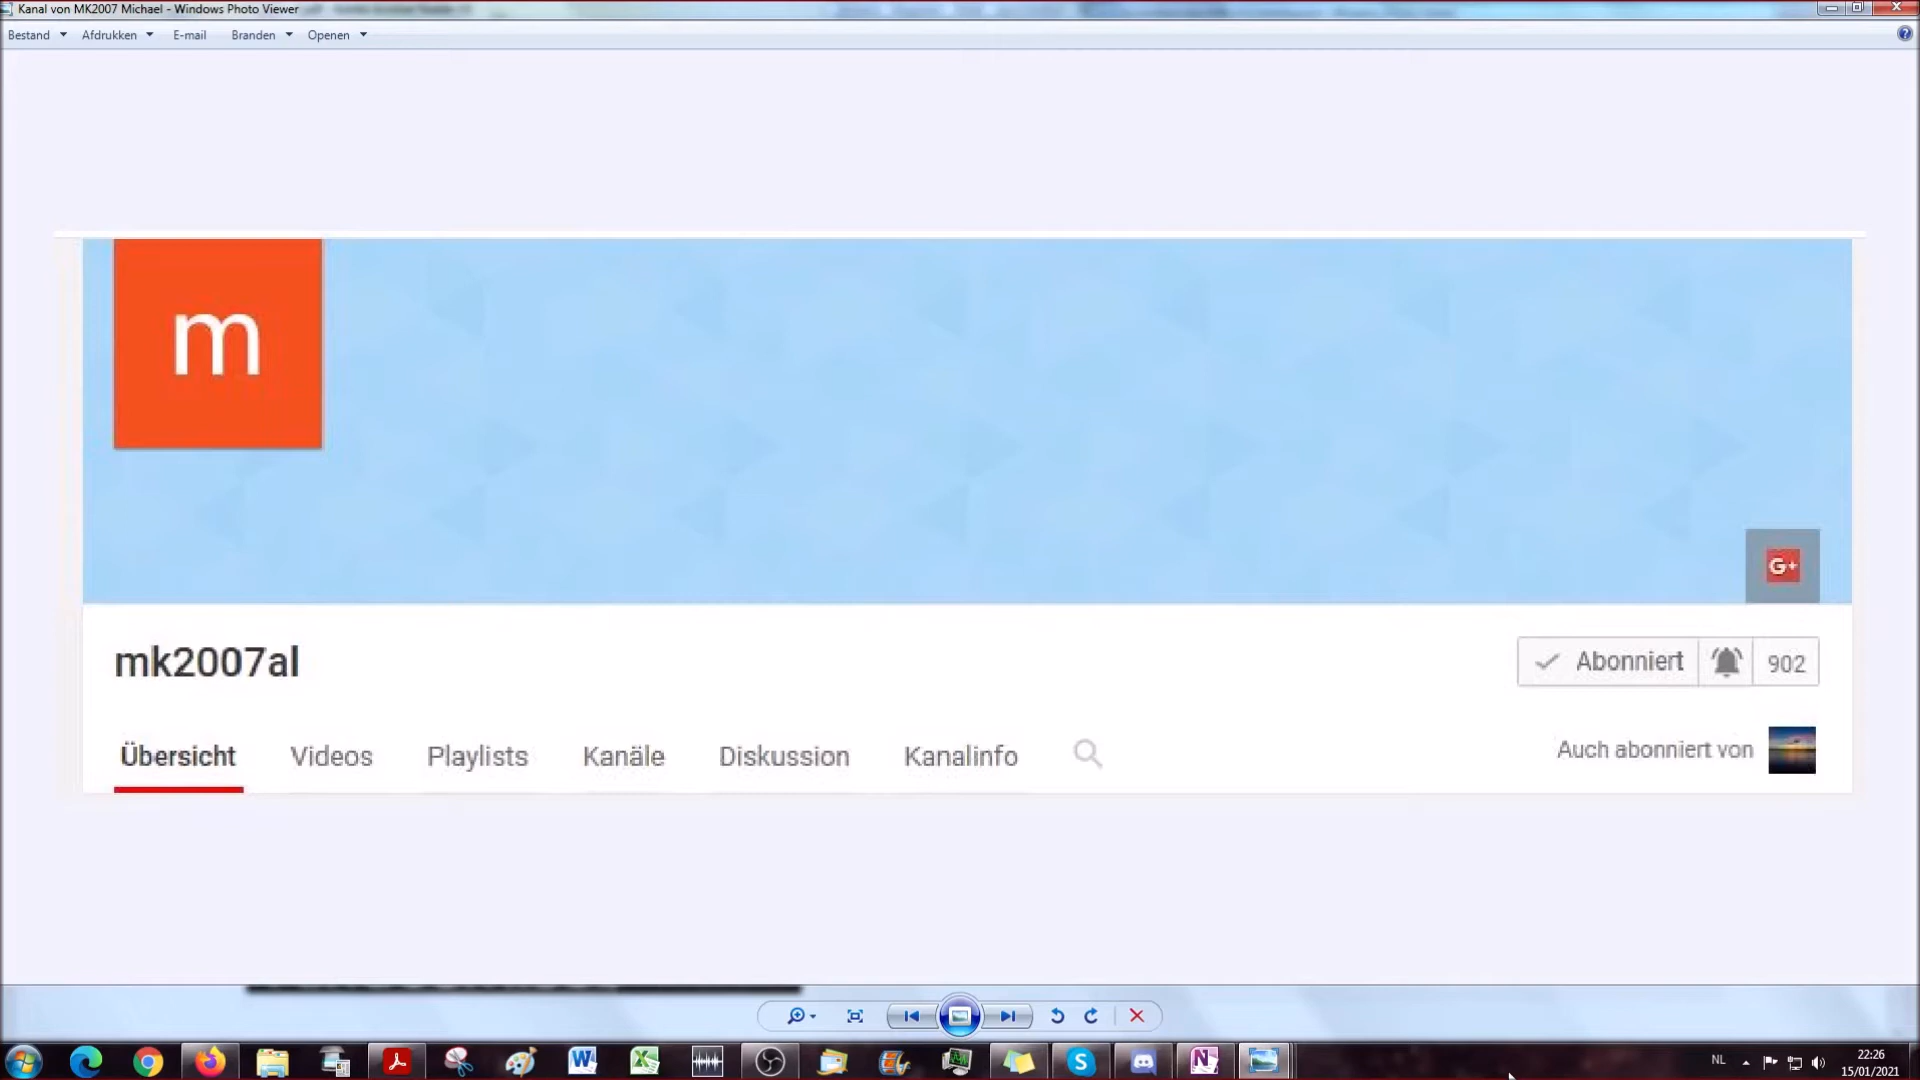 Kanal von MK2007 Michael - Windows Photo Viewer
Bestand Afdrukken E-mail Branden Openen
m
G+
mk2007al
Abonniert 902
Übersicht Videos Playlists Kanäle Diskussion Kanalinfo
Auch abonniert von
NL
22:26
15/01/2021